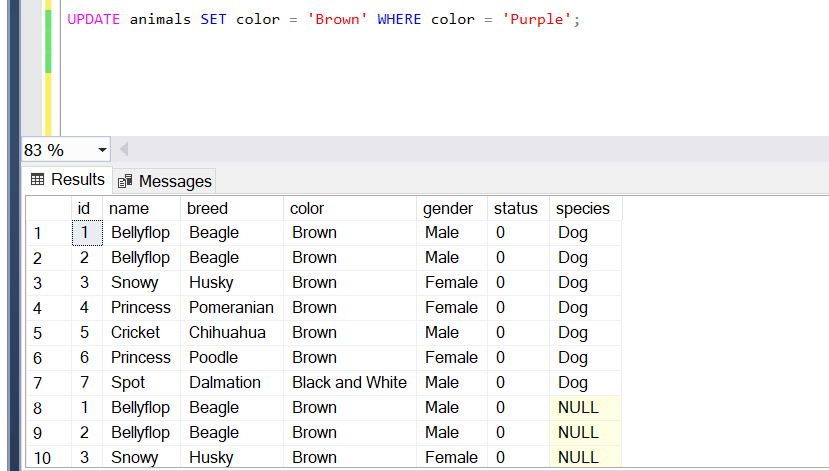 UPDATE animals SET color = 'Brown' WHERE color = 'Purple';
83 %
Results Messages
id name breed color gender status species
1 1 Bellyflop Beagle Brown Male 0 Dog
2 2 Bellyflop Beagle Brown Male 0 Dog
3 3 Snowy Husky Brown Female 0 Dog
4 4 Princess Pomeranian Brown Female 0 Dog
5 5 Cricket Chihuahua Brown Male 0 Dog
6 6 Princess Poodle Brown Female 0 Dog
7 7 Spot Dalmation Black and White Male 0 Dog
8 1 Bellyflop Beagle Brown Male 0 NULL
9 2 Bellyflop Beagle Brown Male 0 NULL
10 3 Snowy Husky Brown Female 0 NULL